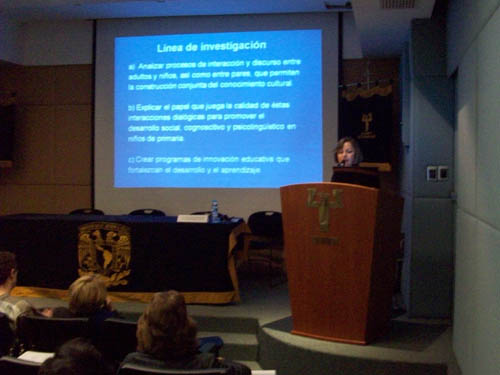 Línea de investigación
a) Analizar procesos de interacción y discurso entre
adultos y niños, así como entre pares, que permitan
la construcción conjunta del conocimiento cultural.
b) Explicar el papel que juega la calidad de éstas
interacciones dialógicas para promover el
desarrollo social, cognoscitivo y psicolingüístico en
niños de primaria.
c) Crear programas de innovación educativa que
fortalezcan el desarrollo y el aprendizaje